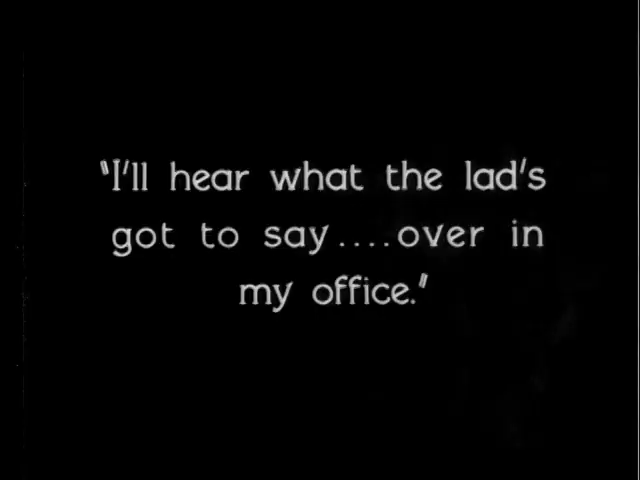 "I'll hear what the lad's
got to say....over in
my office."